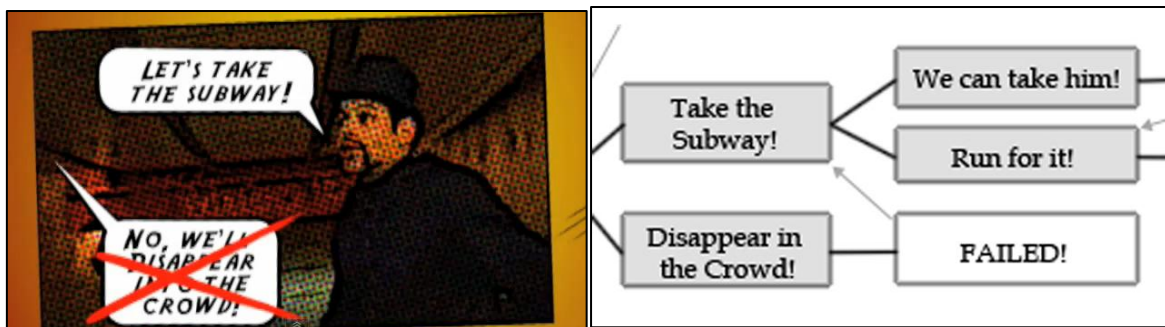 LET'S TAKE
THE SUBWAY!
NO, WE'LL
DISAPPEAR
INTO THE
CROWD!
Take the
Subway!
We can take him!
Run for it!
Disappear in
the Crowd!
FAILED!